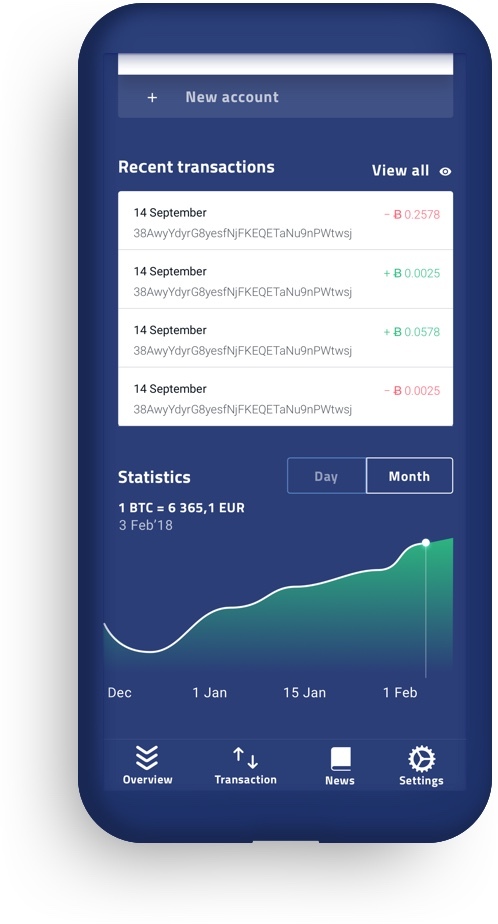 + New account
Recent transactions View all
14 September − Ƀ 0.2578
38AwyYdyrG8yesfNjFKEQETaNu9nPWtwsj
14 September + Ƀ 0.0025
38AwyYdyrG8yesfNjFKEQETaNu9nPWtwsj
14 September + Ƀ 0.0578
38AwyYdyrG8yesfNjFKEQETaNu9nPWtwsj
14 September − Ƀ 0.0025
38AwyYdyrG8yesfNjFKEQETaNu9nPWtwsj
Statistics Day Month
1 BTC = 6 365,1 EUR
3 Feb’18
Dec 1 Jan 15 Jan 1 Feb
Overview Transaction News Settings